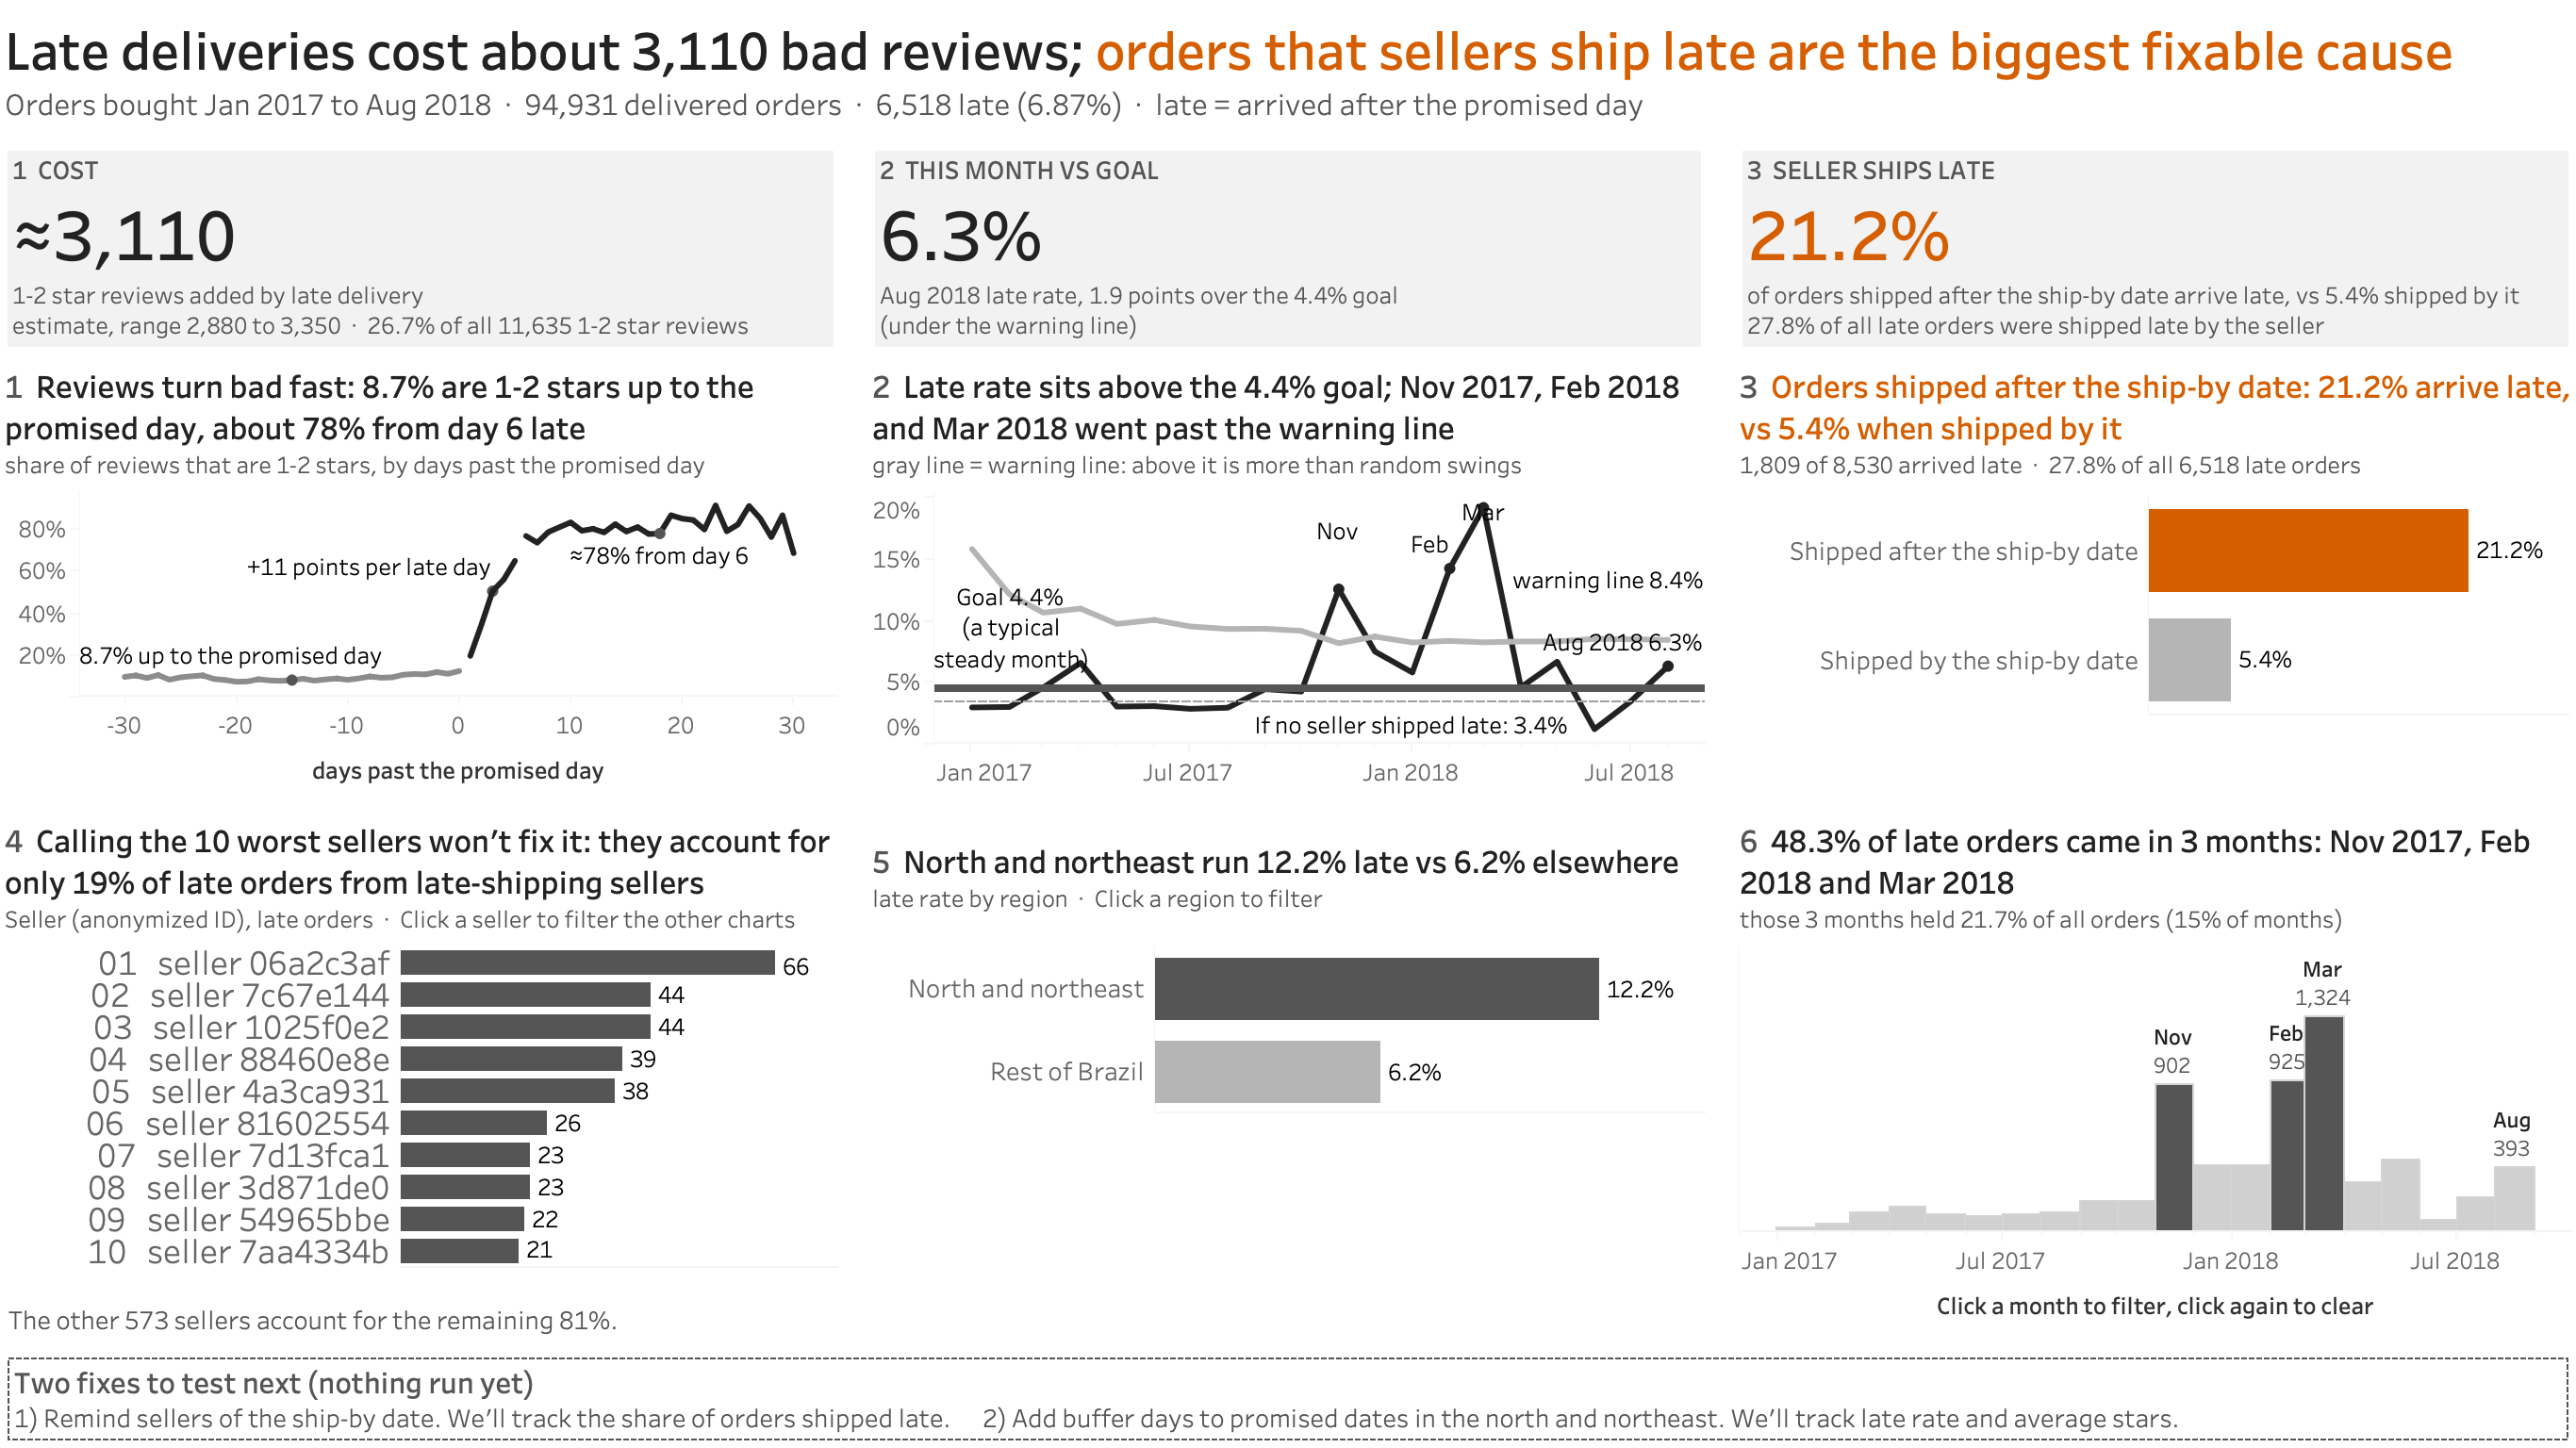 Late deliveries cost about 3,110 bad reviews; orders that sellers ship late are the biggest fixable cause
Orders bought Jan 2017 to Aug 2018 · 94,931 delivered orders · 6,518 late (6.87%) · late = arrived after the promised day
1 COST
≈3,110
1-2 star reviews added by late delivery
estimate, range 2,880 to 3,350 · 26.7% of all 11,635 1-2 star reviews
2 THIS MONTH VS GOAL
6.3%
Aug 2018 late rate, 1.9 points over the 4.4% goal
(under the warning line)
3 SELLER SHIPS LATE
21.2%
of orders shipped after the ship-by date arrive late, vs 5.4% shipped by it
27.8% of all late orders were shipped late by the seller
1 Reviews turn bad fast: 8.7% are 1-2 stars up to the
promised day, about 78% from day 6 late
share of reviews that are 1-2 stars, by days past the promised day
80%
60%
40%
20%
+11 points per late day
≈78% from day 6
8.7% up to the promised day
-30
-20
-10
0
10
20
30
days past the promised day
2 Late rate sits above the 4.4% goal; Nov 2017, Feb 2018
and Mar 2018 went past the warning line
gray line = warning line: above it is more than random swings
20%
15%
10%
5%
0%
Nov
Feb
Mar
warning line 8.4%
Goal 4.4%
(a typical
steady month)
Aug 2018 6.3%
If no seller shipped late: 3.4%
Jan 2017
Jul 2017
Jan 2018
Jul 2018
3 Orders shipped after the ship-by date: 21.2% arrive late,
vs 5.4% when shipped by it
1,809 of 8,530 arrived late · 27.8% of all 6,518 late orders
Shipped after the ship-by date
21.2%
Shipped by the ship-by date
5.4%
4 Calling the 10 worst sellers won’t fix it: they account for
only 19% of late orders from late-shipping sellers
Seller (anonymized ID), late orders · Click a seller to filter the other charts
01 seller 06a2c3af 66
02 seller 7c67e144 44
03 seller 1025f0e2 44
04 seller 88460e8e 39
05 seller 4a3ca931 38
06 seller 81602554 26
07 seller 7d13fca1 23
08 seller 3d871de0 23
09 seller 54965bbe 22
10 seller 7aa4334b 21
The other 573 sellers account for the remaining 81%.
5 North and northeast run 12.2% late vs 6.2% elsewhere
late rate by region · Click a region to filter
North and northeast
12.2%
Rest of Brazil
6.2%
6 48.3% of late orders came in 3 months: Nov 2017, Feb
2018 and Mar 2018
those 3 months held 21.7% of all orders (15% of months)
Mar
1,324
Nov
902
Feb
925
Aug
393
Jan 2017
Jul 2017
Jan 2018
Jul 2018
Click a month to filter, click again to clear
Two fixes to test next (nothing run yet)
1) Remind sellers of the ship-by date. We’ll track the share of orders shipped late. 2) Add buffer days to promised dates in the north and northeast. We’ll track late rate and average stars.